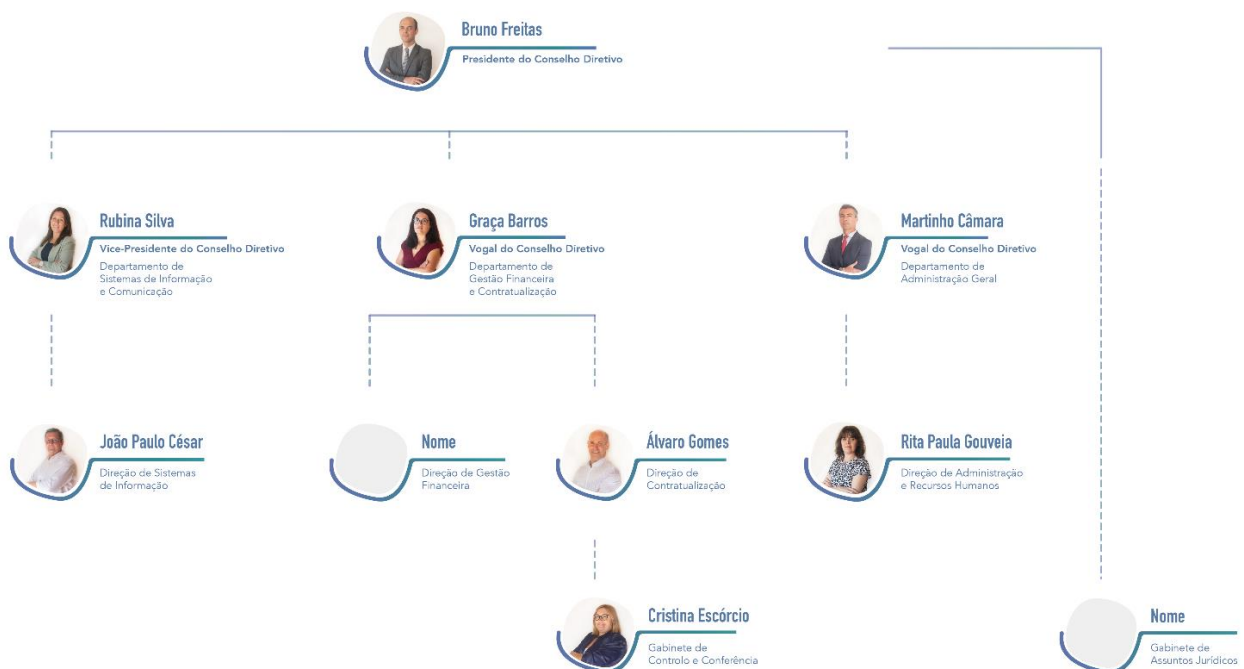 Bruno Freitas
Presidente do Conselho Diretivo
Rubina Silva
Vice-Presidente do Conselho Diretivo
Departamento de
Sistemas de Informação
e Comunicação
Graça Barros
Vogal do Conselho Diretivo
Departamento de
Gestão Financeira
e Contratualização
Martinho Câmara
Vogal do Conselho Diretivo
Departamento de
Administração Geral
João Paulo César
Direção de Sistemas
de Informação
Nome
Direção de Gestão
Financeira
Álvaro Gomes
Direção de
Contratualização
Rita Paula Gouveia
Direção de Administração
e Recursos Humanos
Cristina Escórcio
Gabinete de
Controlo e Conferência
Nome
Gabinete de
Assuntos Jurídicos